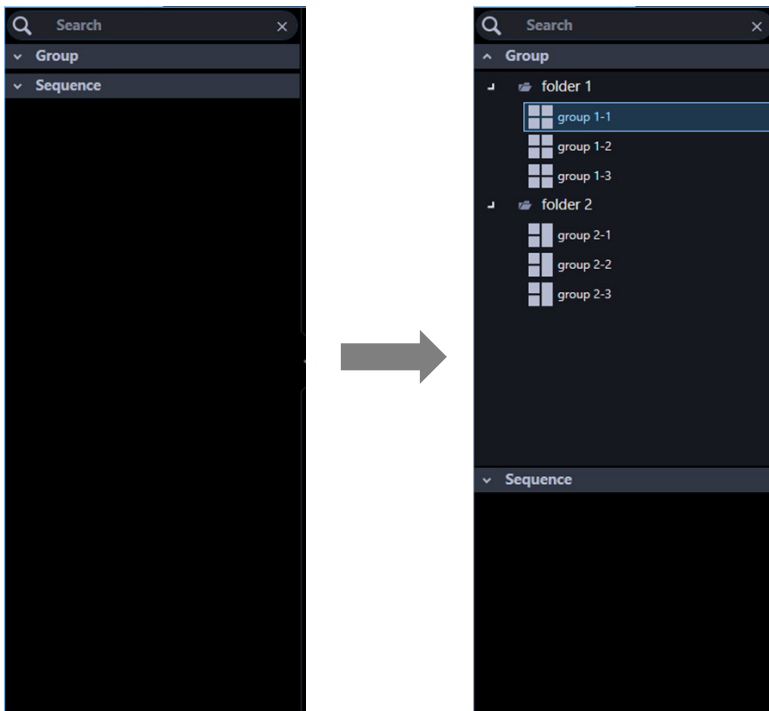 Search
Group
Sequence
Search
Group
folder 1
group 1-1
group 1-2
group 1-3
folder 2
group 2-1
group 2-2
group 2-3
Sequence